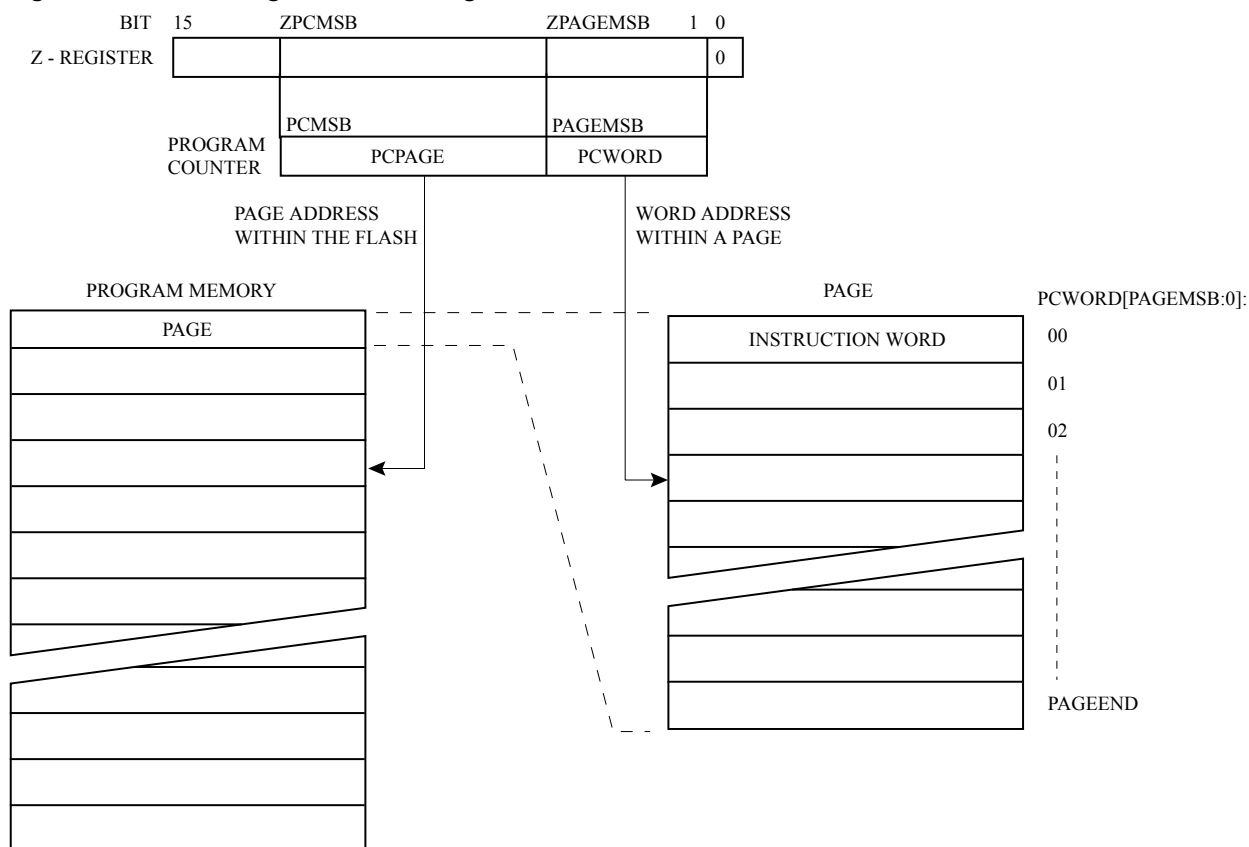 BIT 15 ZPCMSB ZPAGEMSB 1 0
Z - REGISTER 0
PCMSB PAGEMSB
PROGRAM
COUNTER
PCPAGE PCWORD
PAGE ADDRESS
WITHIN THE FLASH
WORD ADDRESS
WITHIN A PAGE
PROGRAM MEMORY
PAGE
PAGE
INSTRUCTION WORD
PCWORD[PAGEMSB:0]:
00
01
02
PAGEEND